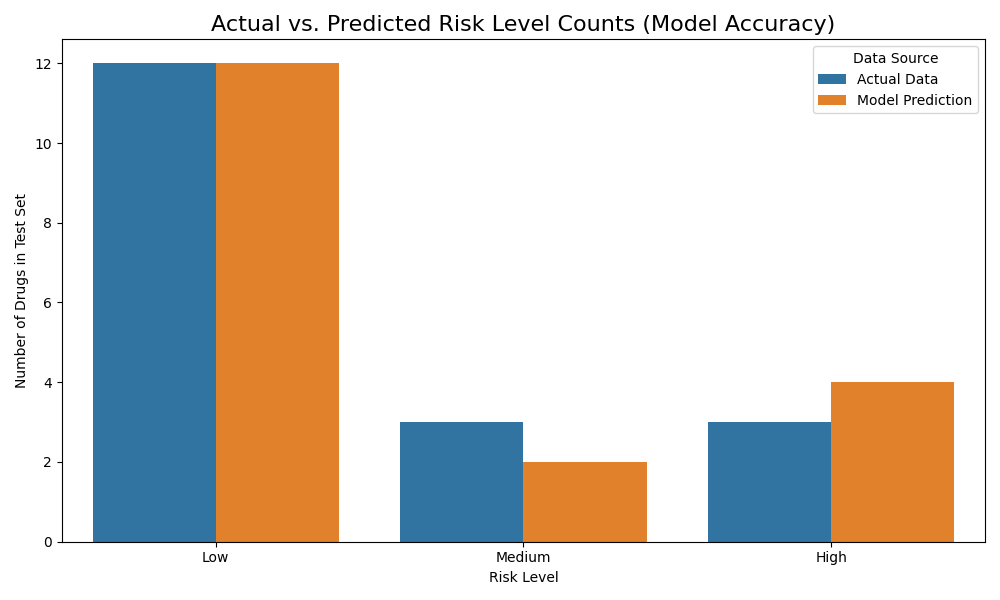 Actual vs. Predicted Risk Level Counts (Model Accuracy)
Data Source
Actual Data
Model Prediction
Number of Drugs in Test Set
12
10
8
6
4
2
0
Low
Medium
High
Risk Level